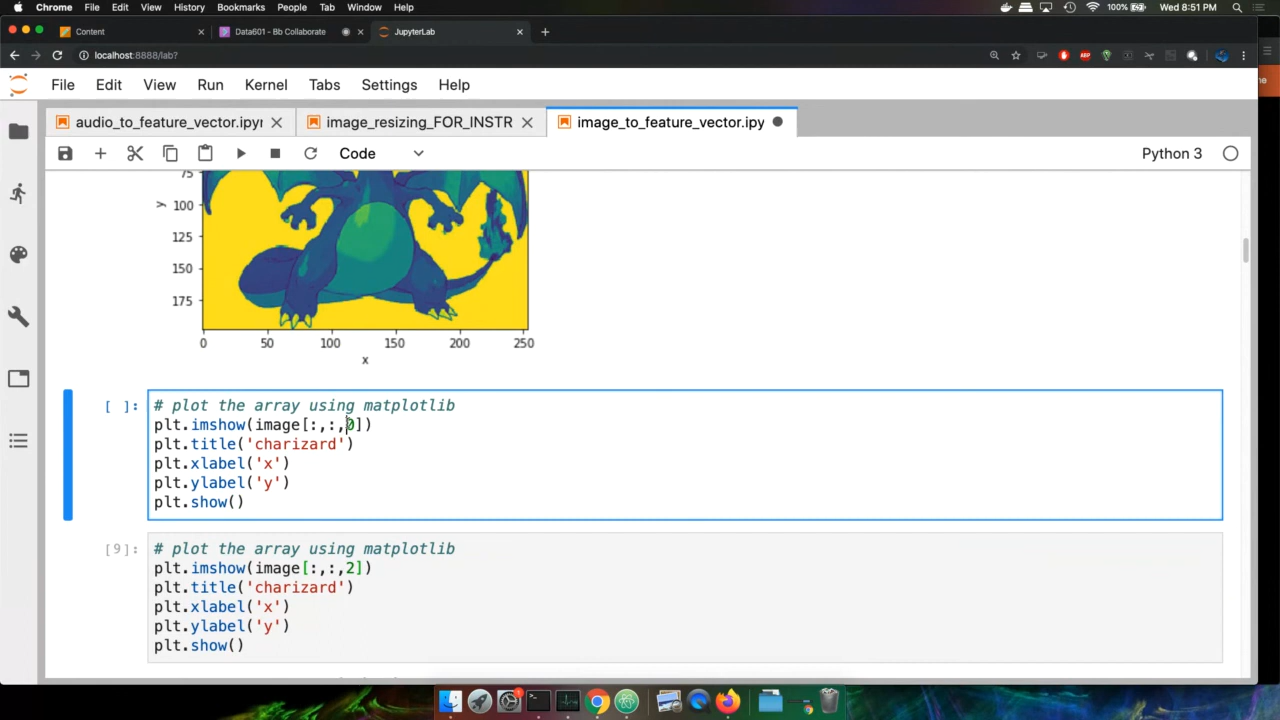 Chrome File Edit View History Bookmarks People Tab Window Help 100% Wed 8:51 PM
Content Data601 - Bb Collaborate JupyterLab
localhost:8888/lab?
File Edit View Run Kernel Tabs Settings Help
audio_to_feature_vector.ipyn image_resizing_FOR_INSTR image_to_feature_vector.ipy
Code Python 3
75
100
y
125
150
175
0 50 100 150 200 250
x
[ ]: # plot the array using matplotlib
plt.imshow(image[:,:,0])
plt.title('charizard')
plt.xlabel('x')
plt.ylabel('y')
plt.show()
[9]: # plot the array using matplotlib
plt.imshow(image[:,:,2])
plt.title('charizard')
plt.xlabel('x')
plt.ylabel('y')
plt.show()